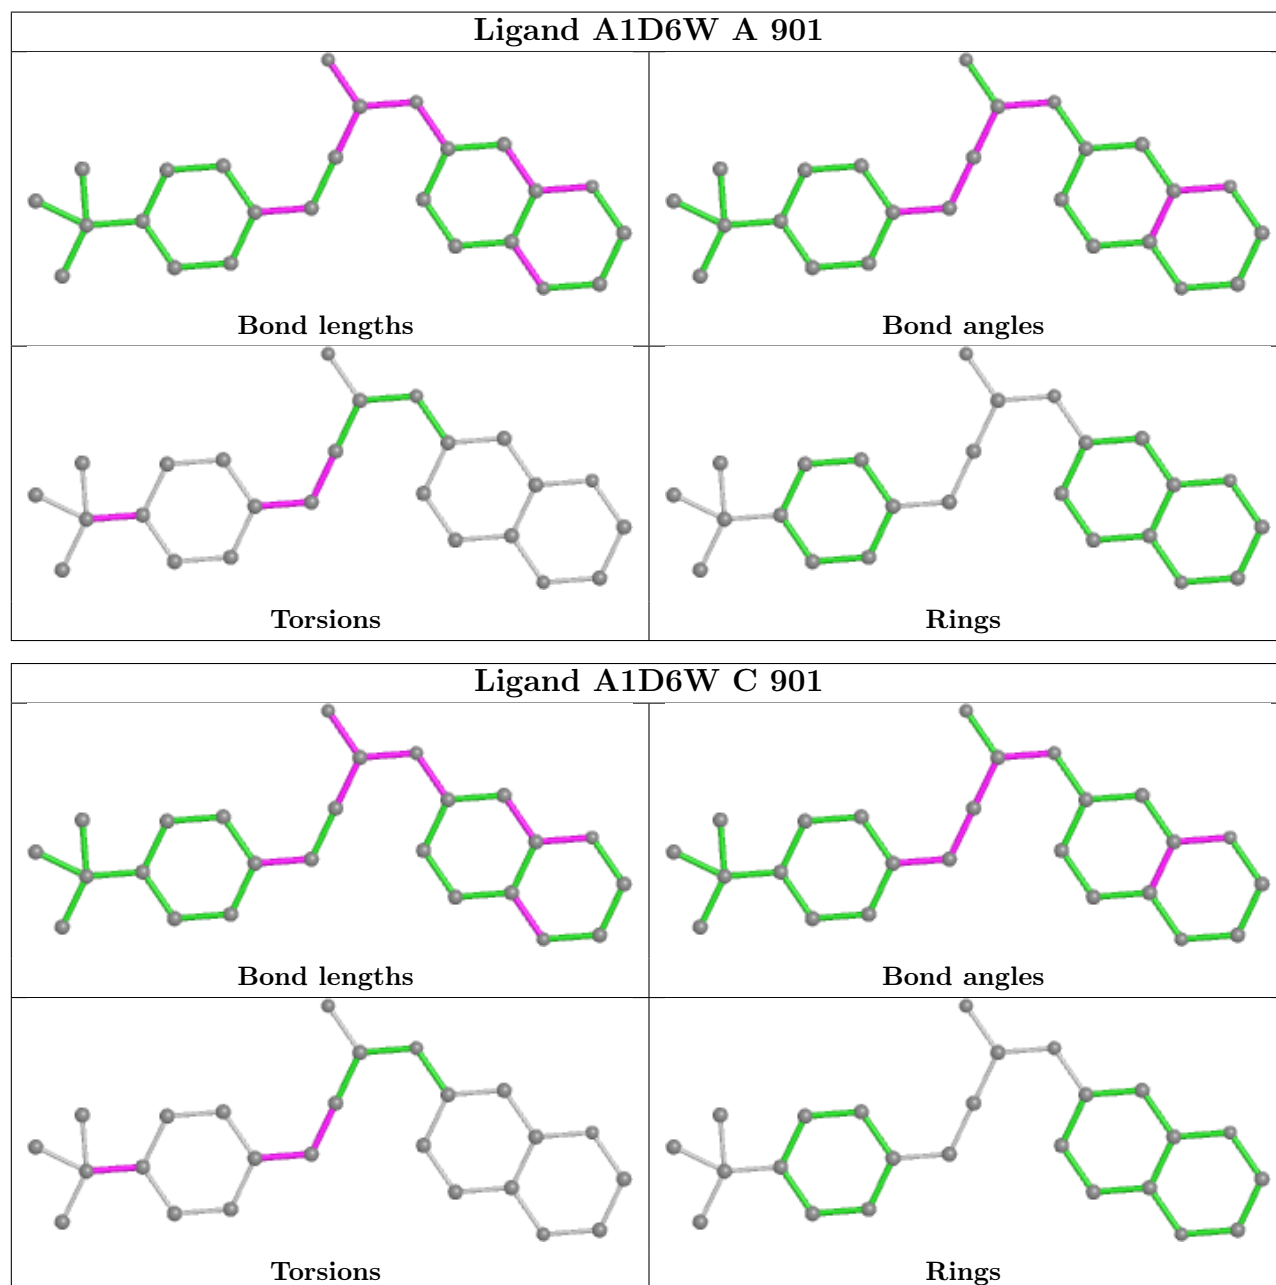 Ligand A1D6W A 901
Bond lengths
Bond angles
Torsions
Rings
Ligand A1D6W C 901
Bond lengths
Bond angles
Torsions
Rings